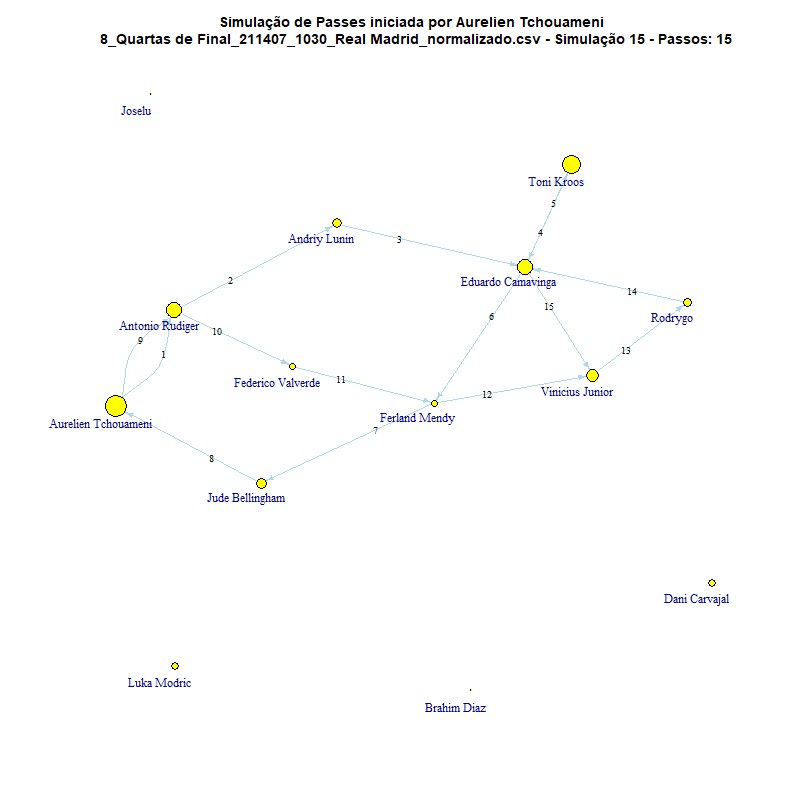 Simulação de Passes iniciada por Aurelien Tchouameni
8_Quartas de Final_211407_1030_Real Madrid_normalizado.csv - Simulação 15 - Passos: 15
Joselu
Toni Kroos
5
4
Andriy Lunin
3
Eduardo Camavinga
2
14
15
6
Rodrygo
Antonio Rudiger
10
9
1
13
Federico Valverde
11
12
Vinicius Junior
Ferland Mendy
Aurelien Tchouameni
7
8
Jude Bellingham
Dani Carvajal
Luka Modric
Brahim Diaz